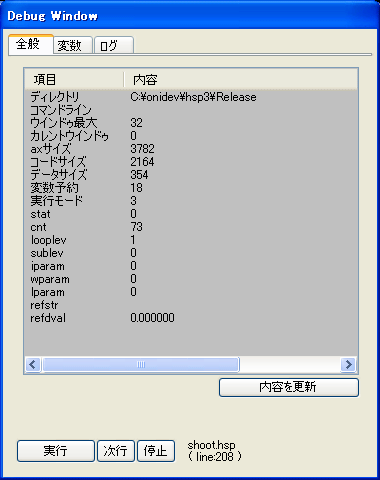 Debug Window
全般 変数 ログ
項目 内容
ディレクトリ C:¥onidev¥hsp3¥Release
コマンドライン
ウインドゥ最大 32
カレントウインドゥ 0
axサイズ 3782
コードサイズ 2164
データサイズ 354
変数予約 18
実行モード 3
stat 0
cnt 73
looplev 1
sublev 0
iparam 0
wparam 0
lparam 0
refstr
refdval 0.000000
内容を更新
実行 次行 停止 shoot.hsp
( line:208 )